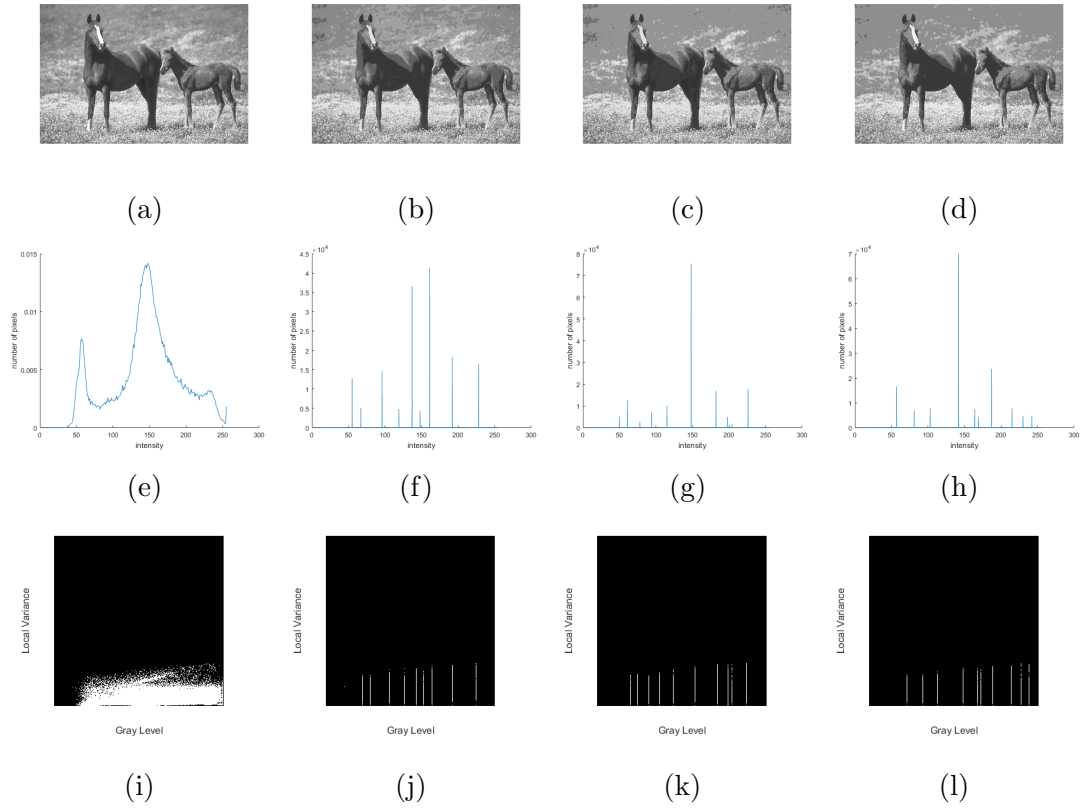 (a) (b) (c) (d)
0.015
0.01
0.005
0
number of pixels
0 50 100 150 200 250 300
intensity
×10⁴
4.5
4
3.5
3
2.5
2
1.5
1
0.5
0
number of pixels
0 50 100 150 200 250 300
intensity
×10⁴
8
7
6
5
4
3
2
1
0
number of pixels
0 50 100 150 200 250 300
intensity
×10⁴
7
6
5
4
3
2
1
0
number of pixels
0 50 100 150 200 250 300
intensity
(e) (f) (g) (h)
Local Variance
Gray Level
Local Variance
Gray Level
Local Variance
Gray Level
Local Variance
Gray Level
(i) (j) (k) (l)